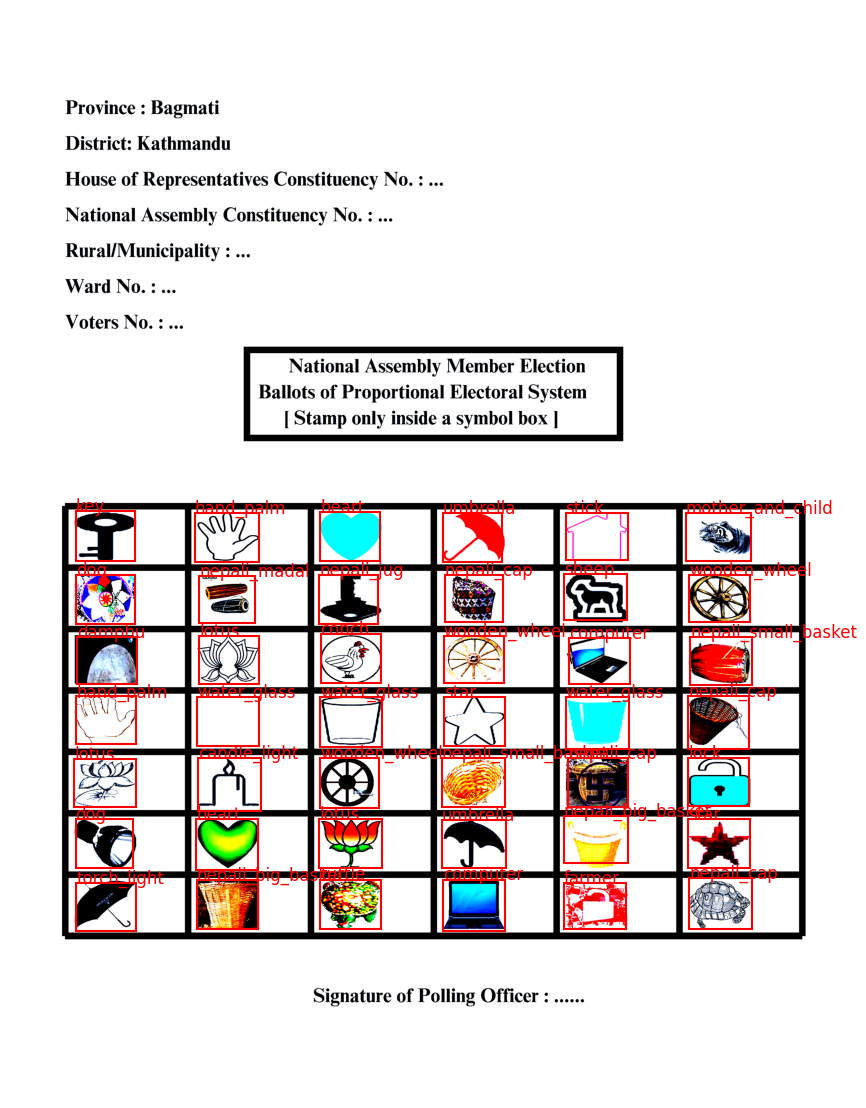 Province : Bagmati
District: Kathmandu
House of Representatives Constituency No. : ...
National Assembly Constituency No. : ...
Rural/Municipality : ...
Ward No. : ...
Voters No. : ...
National Assembly Member Election
Ballots of Proportional Electoral System
[ Stamp only inside a symbol box ]
key hand_palm heart umbrella stick mother_and_child
dog nepali_madal nepali_jug nepali_cap sheep wooden_wheel
damphu lotus wooden_wheel computer nepali_small_basket
hand_palm water_glass water_glass star water_glass nepali_cap
lotus candle_light wooden_wheel nepali_small_basket nepali_cap lock
dog heart lotus umbrella nepali_big_basket star
torch_light nepali_big_basket turtle computer farmer nepali_cap
Signature of Polling Officer : ......